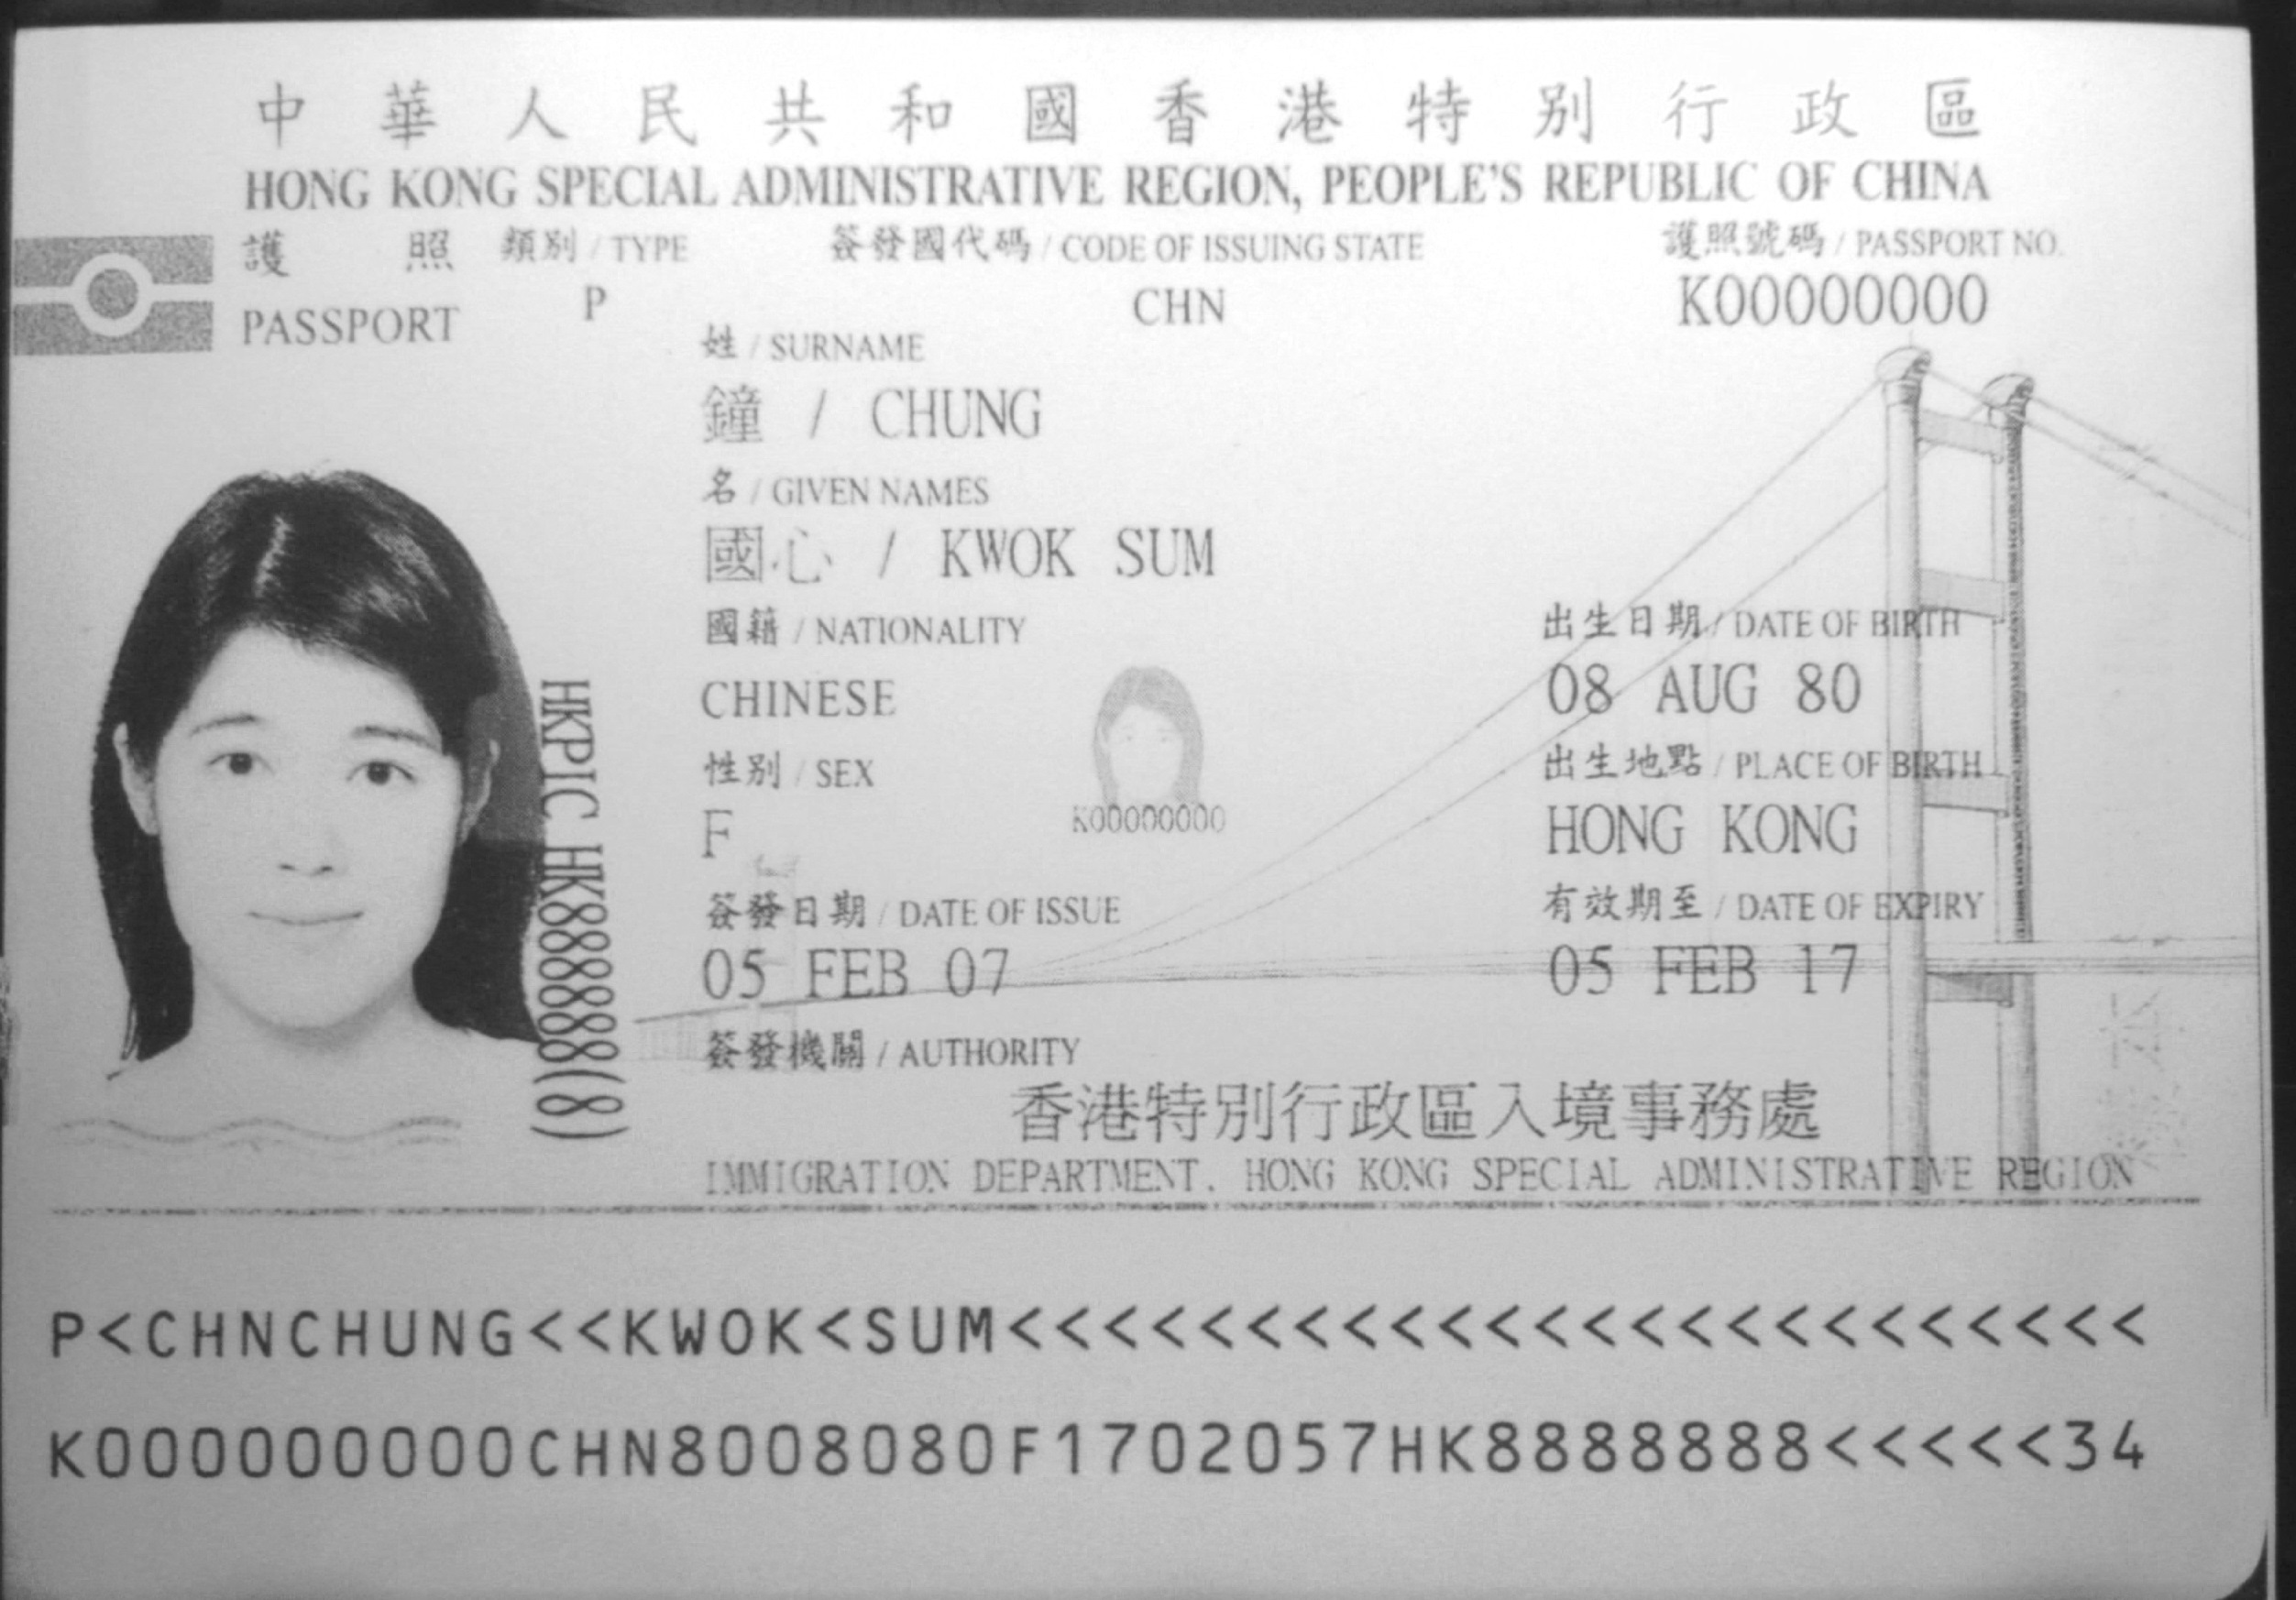 中華人民共和國香港特別行政區
HONG KONG SPECIAL ADMINISTRATIVE REGION, PEOPLE'S REPUBLIC OF CHINA
護照 類別 / TYPE 簽發國代碼 / CODE OF ISSUING STATE 護照號碼 / PASSPORT NO.
PASSPORT P CHN K00000000
姓 / SURNAME
鐘 / CHUNG
名 / GIVEN NAMES
國心 / KWOK SUM
國籍 / NATIONALITY 出生日期 / DATE OF BIRTH
CHINESE 08 AUG 80
性別 / SEX 出生地點 / PLACE OF BIRTH
F K00000000 HONG KONG
簽發日期 / DATE OF ISSUE 有效期至 / DATE OF EXPIRY
05 FEB 07 05 FEB 17
簽發機關 / AUTHORITY
香港特別行政區入境事務處
IMMIGRATION DEPARTMENT. HONG KONG SPECIAL ADMINISTRATIVE REGION
HKPIC HK8888888(8)
P<CHNCHUNG<<KWOK<SUM<<<<<<<<<<<<<<<<<<<<<<<<
K000000000CHN8008080F1702057HK8888888<<<<<34